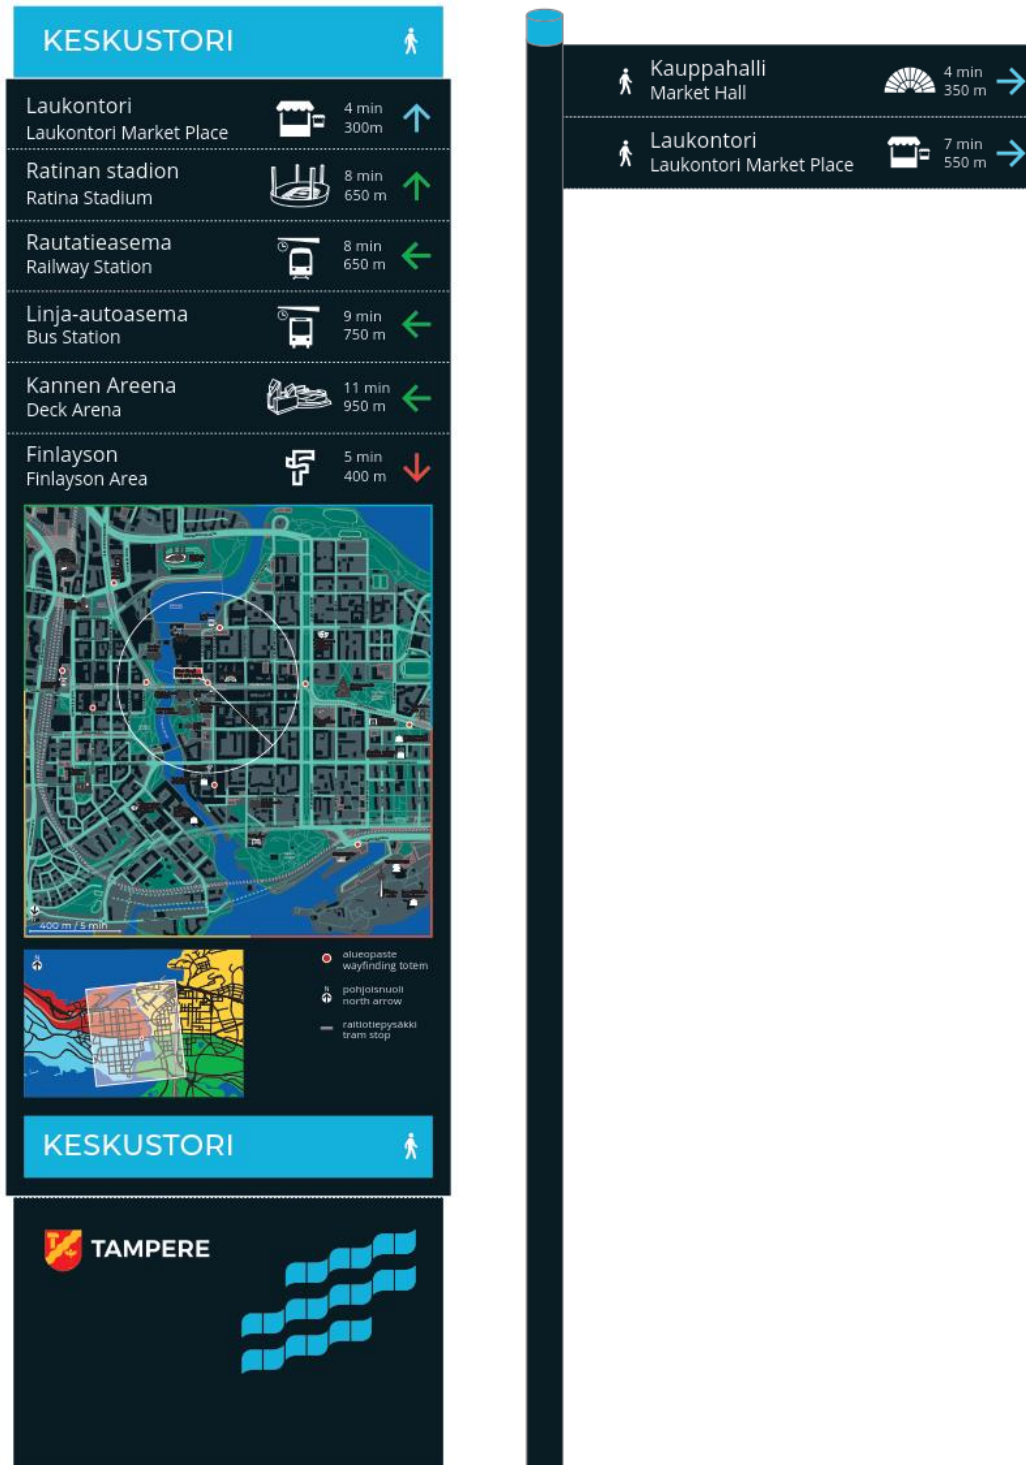 KESKUSTORI
Laukontori
Laukontori Market Place
4 min
300m
Ratinan stadion
Ratina Stadium
8 min
650 m
Rautatieasema
Railway Station
8 min
650 m
Linja-autoasema
Bus Station
9 min
750 m
Kannen Areena
Deck Arena
11 min
950 m
Finlayson
Finlayson Area
5 min
400 m
400 m / 5 min
N
alueopaste
wayfinding totem
N
pohjoisnuoli
north arrow
raitiotiepysäkki
tram stop
KESKUSTORI
TAMPERE
Kauppahalli
Market Hall
4 min
350 m
Laukontori
Laukontori Market Place
7 min
550 m